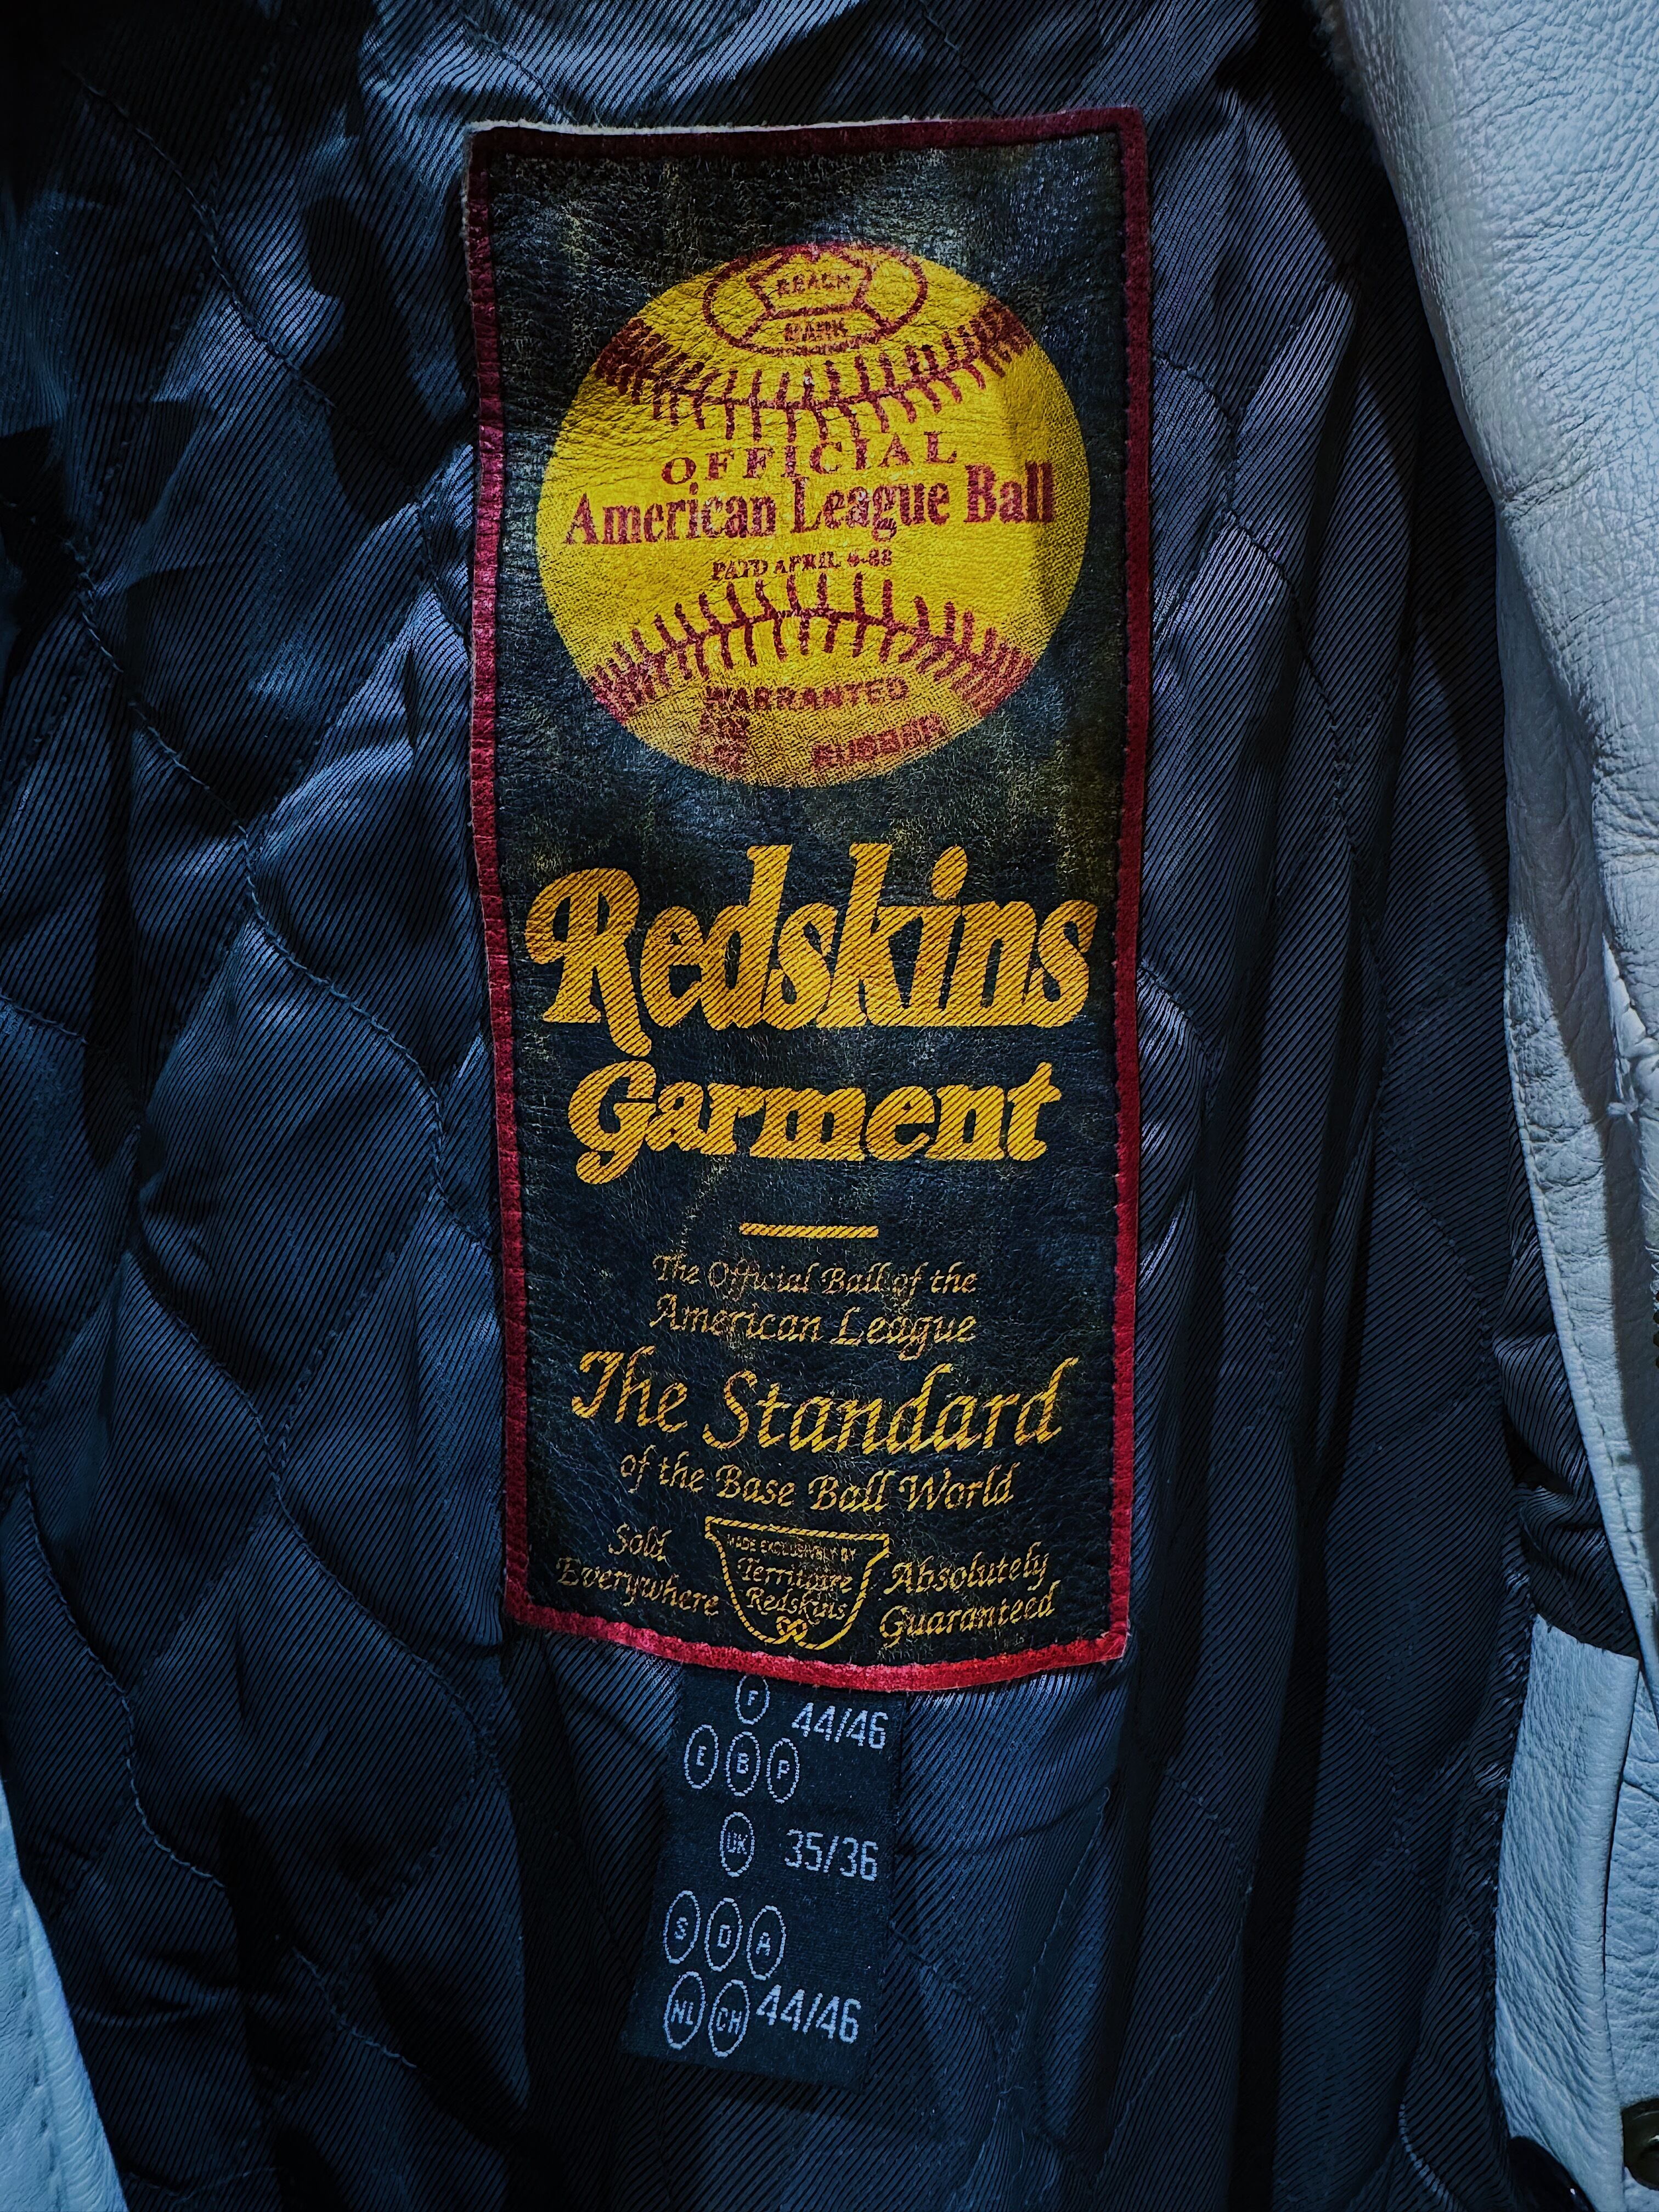 REACH
MARK
OFFICIAL
American League Ball
PAT'D APRIL 9-88
WARRANTED
RUBBER
Redskins
Garment
The Official Ball of the
American League
The Standard
of the Base Ball World
Sold
Everywhere
MADE EXCLUSIVELY BY
Territoire
Redskins
Absolutely
Guaranteed
F 44/46
E B P
UK 35/36
S D A
NL CH 44/46